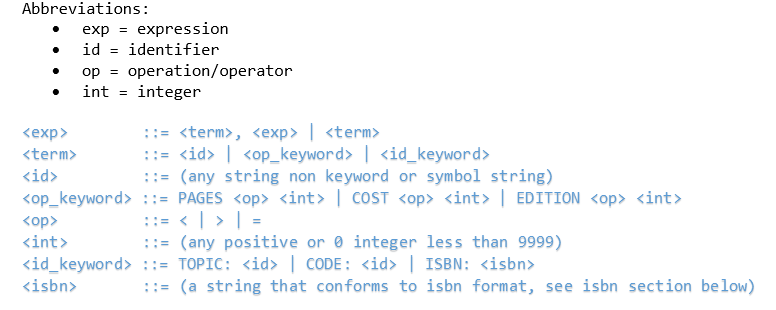 Abbreviations:
• exp = expression
• id = identifier
• op = operation/operator
• int = integer
<exp> ::= <term>, <exp> | <term>
<term> ::= <id> | <op_keyword> | <id_keyword>
<id> ::= (any string non keyword or symbol string)
<op_keyword> ::= PAGES <op> <int> | COST <op> <int> | EDITION <op> <int>
<op> ::= < | > | =
<int> ::= (any positive or 0 integer less than 9999)
<id_keyword> ::= TOPIC: <id> | CODE: <id> | ISBN: <isbn>
<isbn> ::= (a string that conforms to isbn format, see isbn section below)